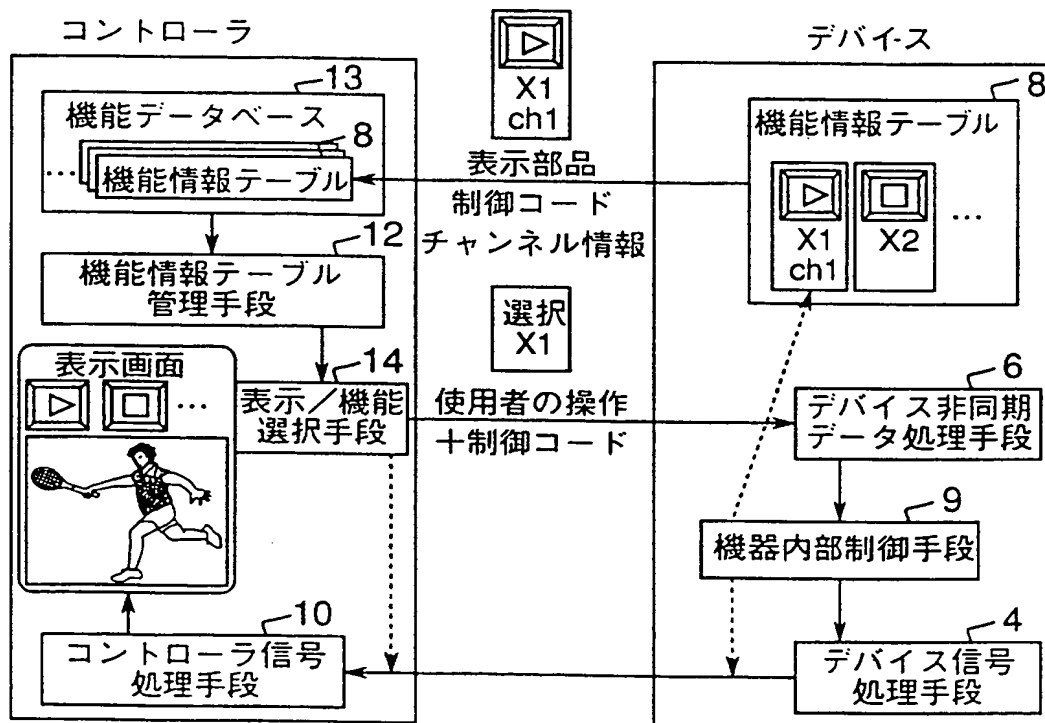 コントローラ
13
機能データベース
8
…
機能情報テーブル
12
機能情報テーブル
管理手段
表示画面
…
14
表示／機能
選択手段
10
コントローラ信号
処理手段
X1
ch1
表示部品
制御コード
チャンネル情報
選択
X1
使用者の操作
＋制御コード
デバイス
8
機能情報テーブル
X1
ch1
X2
…
6
デバイス非同期
データ処理手段
9
機器内部制御手段
4
デバイス信号
処理手段